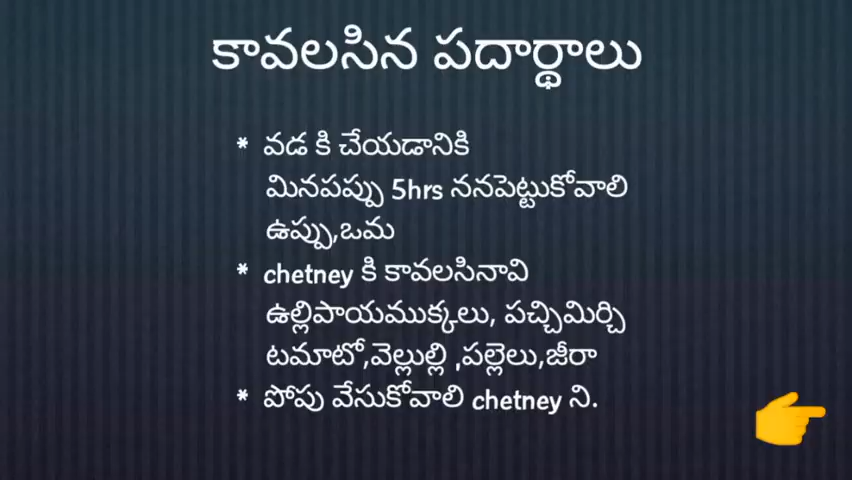 కావలసిన పదార్థాలు
* వడ కి చేయడానికి
మినపప్పు 5hrs ననపెట్టుకోవాలి
ఉప్పు,ఒమ
* chetney కి కావలసినావి
ఉల్లిపాయముక్కలు, పచ్చిమిర్చి
టమాటో,వెల్లుల్లి ,పల్లెలు,జీరా
* పోపు వేసుకోవాలి chetney ని.